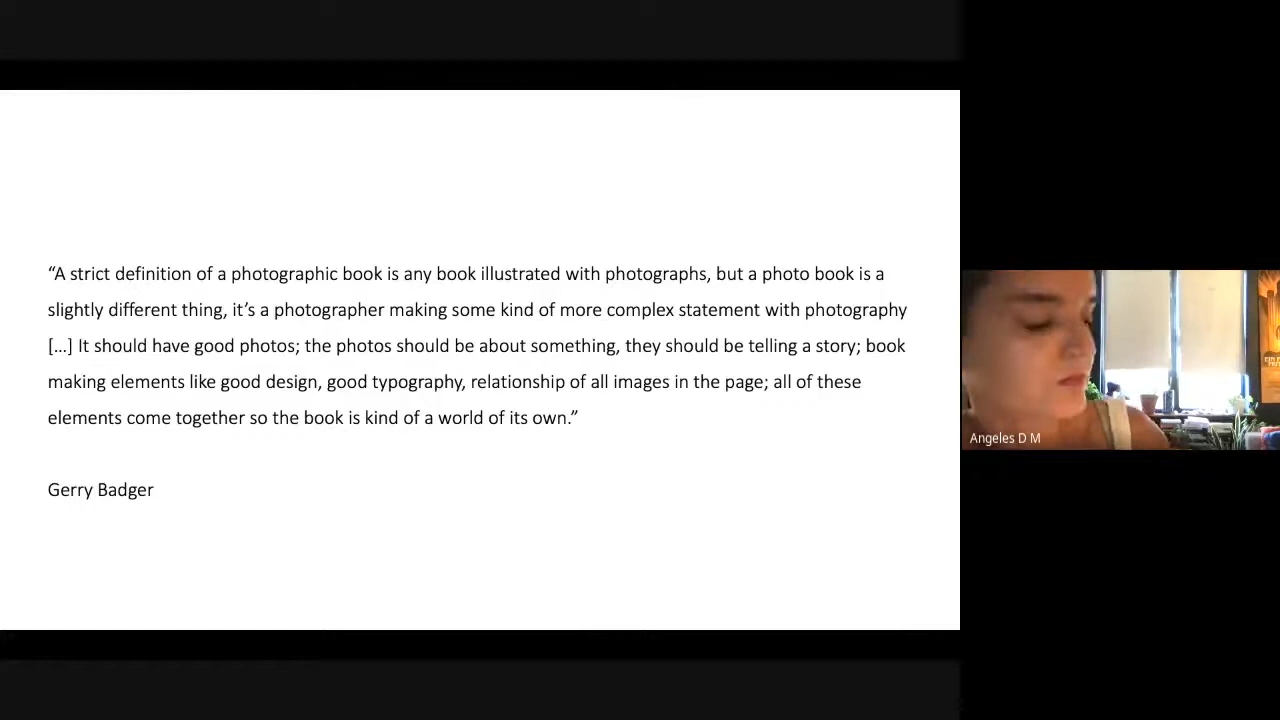 “A strict definition of a photographic book is any book illustrated with photographs, but a photo book is a
slightly different thing, it’s a photographer making some kind of more complex statement with photography
[…] It should have good photos; the photos should be about something, they should be telling a story; book
making elements like good design, good typography, relationship of all images in the page; all of these
elements come together so the book is kind of a world of its own.”
Gerry Badger
Angeles D M